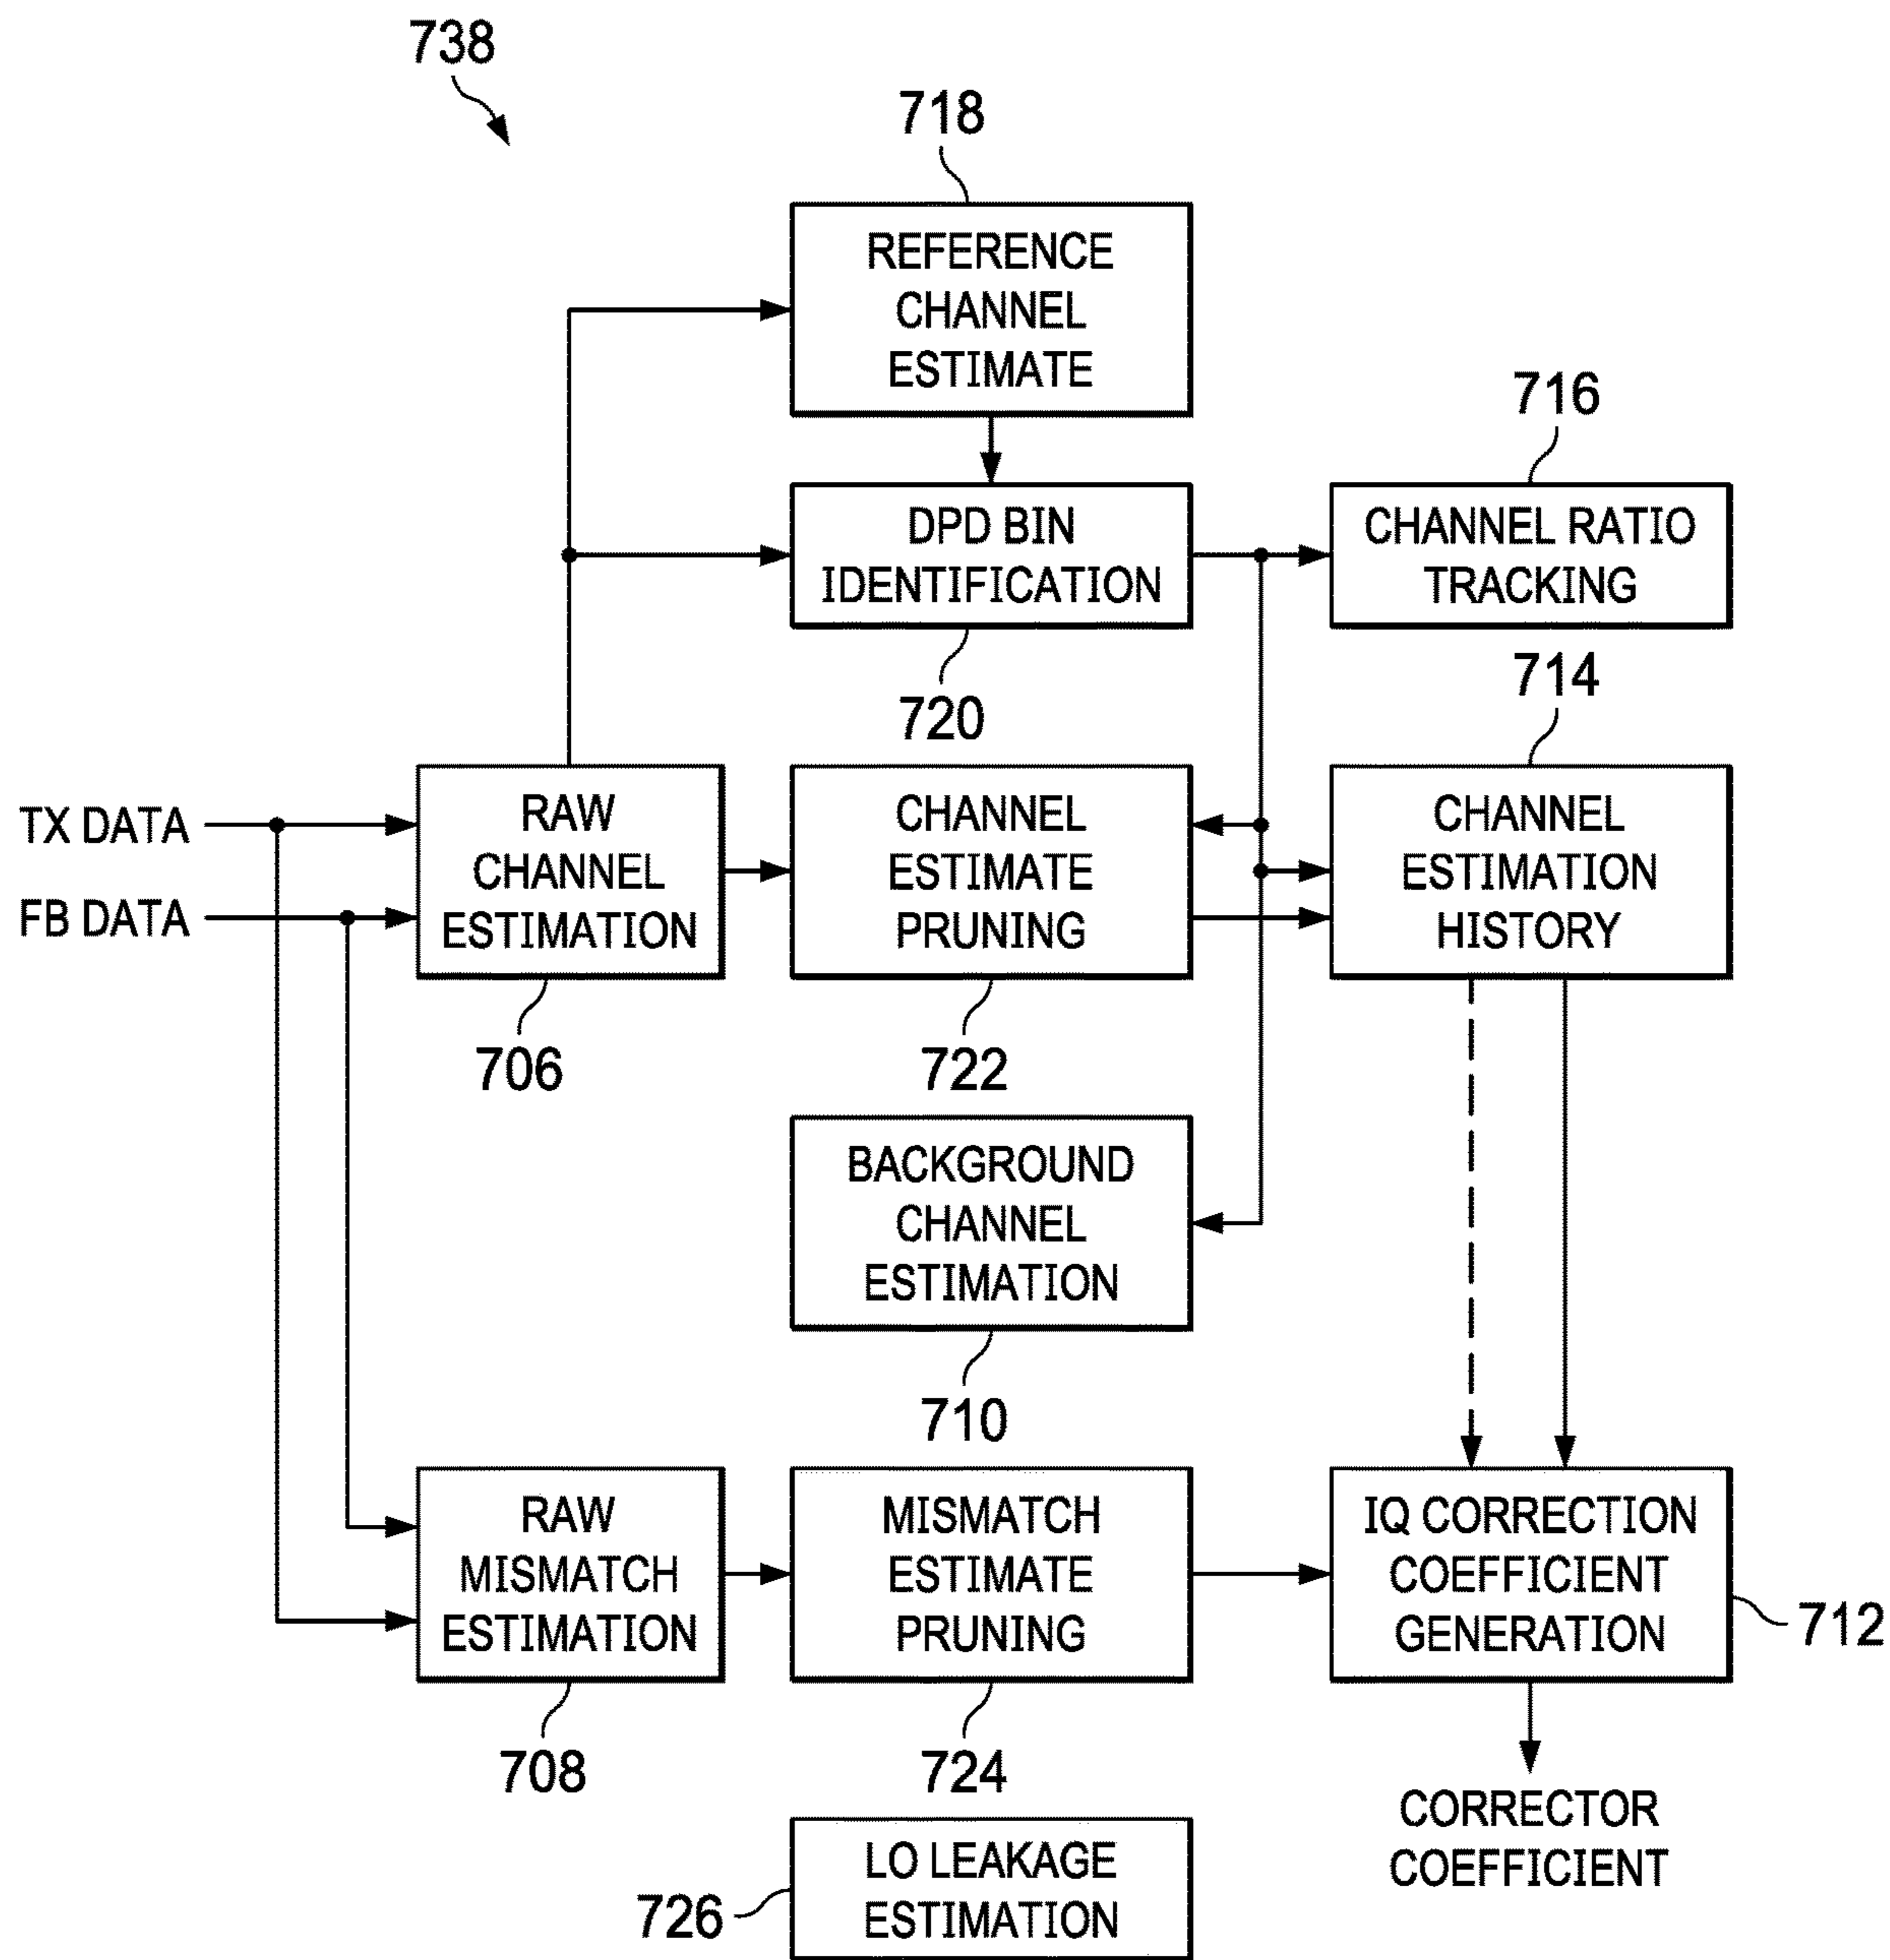 738
718
REFERENCE
CHANNEL
ESTIMATE
716
DPD BIN
IDENTIFICATION
CHANNEL RATIO
TRACKING
720
714
TX DATA
FB DATA
RAW
CHANNEL
ESTIMATION
CHANNEL
ESTIMATE
PRUNING
CHANNEL
ESTIMATION
HISTORY
706
722
BACKGROUND
CHANNEL
ESTIMATION
710
RAW
MISMATCH
ESTIMATION
MISMATCH
ESTIMATE
PRUNING
IQ CORRECTION
COEFFICIENT
GENERATION
712
708
724
CORRECTOR
COEFFICIENT
LO LEAKAGE
ESTIMATION
726